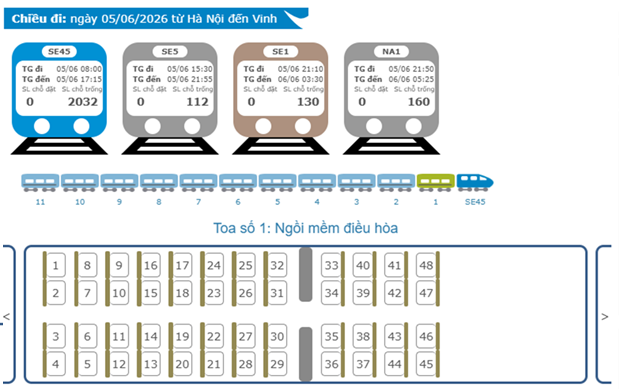 Chiều đi: ngày 05/06/2026 từ Hà Nội đến Vinh
SE45 SE5 SE1 NA1
TG đi 05/06 08:00 TG đi 05/06 15:30 TG đi 05/06 21:10 TG đi 05/06 21:50
TG đến 05/06 17:15 TG đến 05/06 21:55 TG đến 06/06 03:30 TG đến 06/06 05:25
SL chỗ đặt SL chỗ trống SL chỗ đặt SL chỗ trống SL chỗ đặt SL chỗ trống SL chỗ đặt SL chỗ trống
0 2032 0 112 0 130 0 160
11 10 9 8 7 6 5 4 3 2 1 SE45
Toa số 1: Ngồi mềm điều hòa
1 8 9 16 17 24 25 32 33 40 41 48
2 7 10 15 18 23 26 31 34 39 42 47
< >
3 6 11 14 19 22 27 30 35 38 43 46
4 5 12 13 20 21 28 29 36 37 44 45